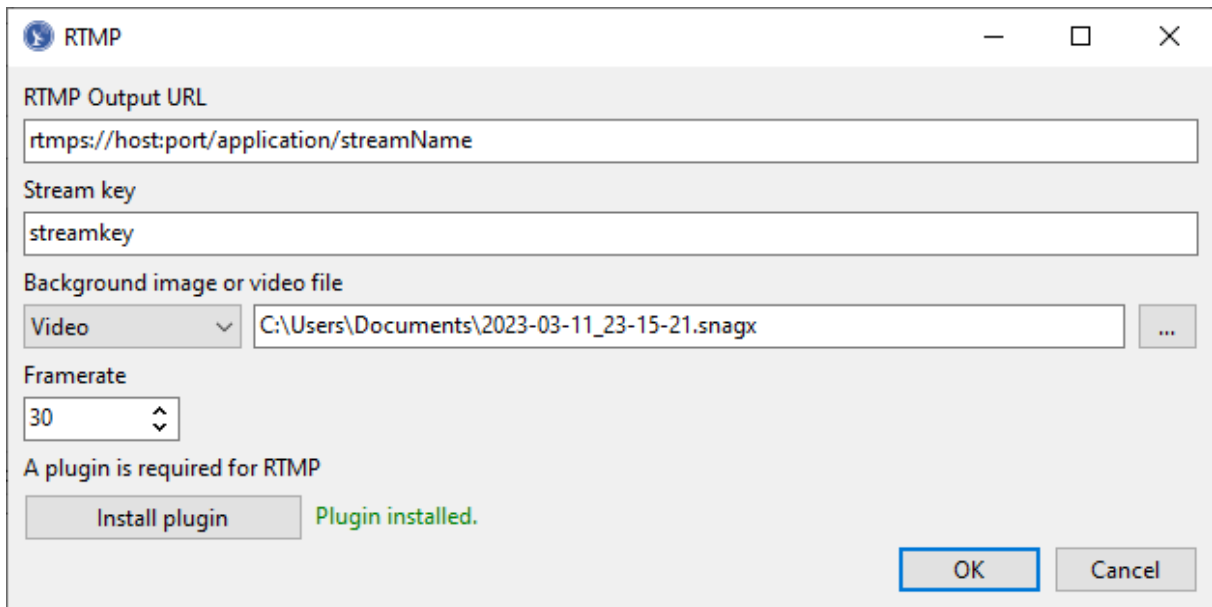 RTMP
RTMP Output URL
rtmps://host:port/application/streamName
Stream key
streamkey
Background image or video file
Video C:\Users\Documents\2023-03-11_23-15-21.snagx ...
Framerate
30
A plugin is required for RTMP
Install plugin Plugin installed.
OK Cancel